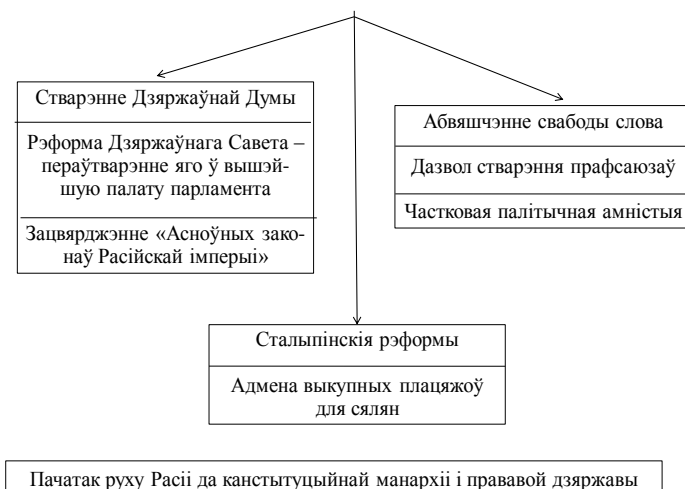 Стварэнне Дзяржаўнай Думы
Рэформа Дзяржаўнага Савета –
пераўтварэнне яго ў вышэй-
шую палату парламента
Зацвярджэнне «Асноўных зако-
наў Расійскай імперыі»
Абвяшчэнне свабоды слова
Дазвол стварэння прафсаюзаў
Частковая палітычная амністыя
Сталыпінскія рэформы
Адмена выкупных плацяжоў
для сялян
Пачатак руху Расіі да канстытуцыйнай манархіі і прававой дзяржавы